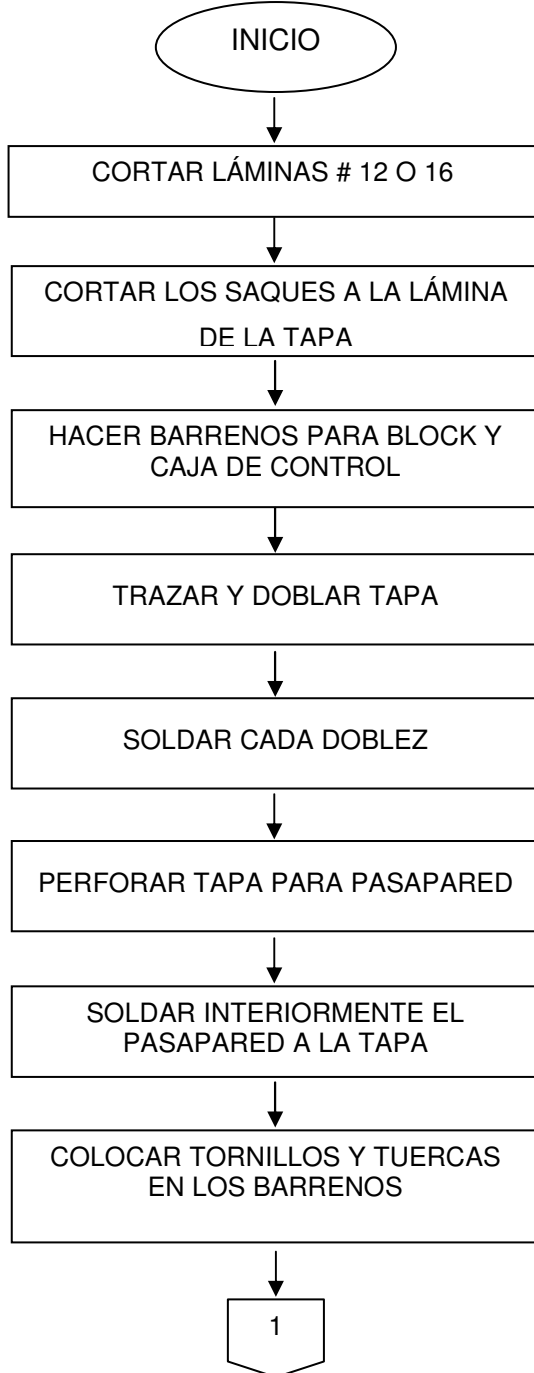 INICIO
CORTAR LÁMINAS # 12 O 16
CORTAR LOS SAQUES A LA LÁMINA
DE LA TAPA
HACER BARRENOS PARA BLOCK Y
CAJA DE CONTROL
TRAZAR Y DOBLAR TAPA
SOLDAR CADA DOBLEZ
PERFORAR TAPA PARA PASAPARED
SOLDAR INTERIORMENTE EL
PASAPARED A LA TAPA
COLOCAR TORNILLOS Y TUERCAS
EN LOS BARRENOS
1